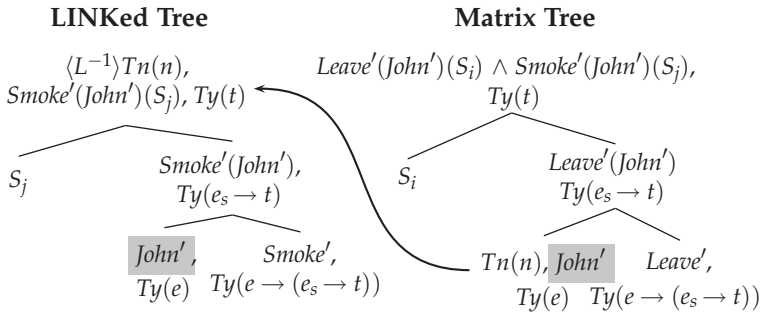 LINKed Tree
⟨L⁻¹⟩Tn(n),
Smoke′(John′)(Sⱼ), Ty(t)
Sⱼ
Smoke′(John′),
Ty(eₛ → t)
John′ ,
Ty(e)
Smoke′,
Ty(e → (eₛ → t))
Matrix Tree
Leave′(John′)(Sᵢ) ∧ Smoke′(John′)(Sⱼ),
Ty(t)
Sᵢ
Leave′(John′)
Ty(eₛ → t)
Tn(n), John′
Ty(e)
Leave′,
Ty(e → (eₛ → t))